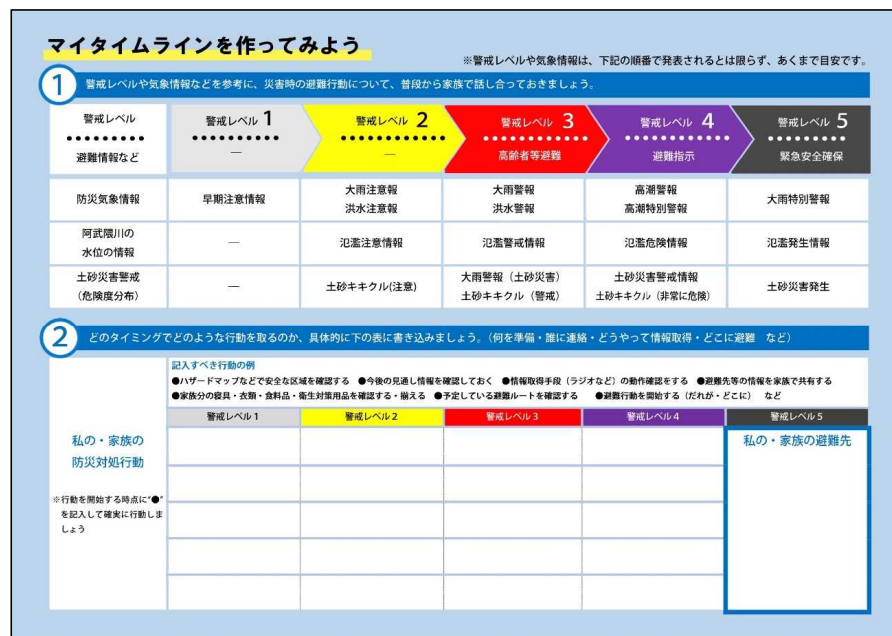 マイタイムラインを作ってみよう
※警戒レベルや気象情報は、下記の順番で発表されるとは限らず、あくまで目安です。
1 警戒レベルや気象情報などを参考に、災害時の避難行動について、普段から家族で話し合っておきましょう。
警戒レベル 警戒レベル 1 警戒レベル 2 警戒レベル 3 警戒レベル 4 警戒レベル 5
避難情報など ― ― 高齢者等避難 避難指示 緊急安全確保
防災気象情報 早期注意情報 大雨注意報 大雨警報 高潮警報 大雨特別警報
洪水注意報 洪水警報 高潮特別警報
阿武隈川の
水位の情報 ― 氾濫注意情報 氾濫警戒情報 氾濫危険情報 氾濫発生情報
土砂災害警戒 ― 土砂キキクル(注意) 大雨警報（土砂災害） 土砂災害警戒情報 土砂災害発生
（危険度分布） 土砂キキクル（警戒） 土砂キキクル（非常に危険）
2 どのタイミングでどのような行動を取るのか、具体的に下の表に書き込みましょう。（何を準備・誰に連絡・どうやって情報取得・どこに避難 など）
記入すべき行動の例
●ハザードマップなどで安全な区域を確認する ●今後の見通し情報を確認しておく ●情報取得手段（ラジオなど）の動作確認をする ●避難先等の情報を家族で共有する
●家族分の寝具・衣類・食料品・衛生対策用品を確認する・揃える ●予定している避難ルートを確認する ●避難行動を開始する（だれが・どこに） など
警戒レベル 1 警戒レベル 2 警戒レベル 3 警戒レベル 4 警戒レベル 5
私の・家族の
防災対処行動
※行動を開始する時点に"●"
を記入して確実に行動しま
しょう
私の・家族の避難先